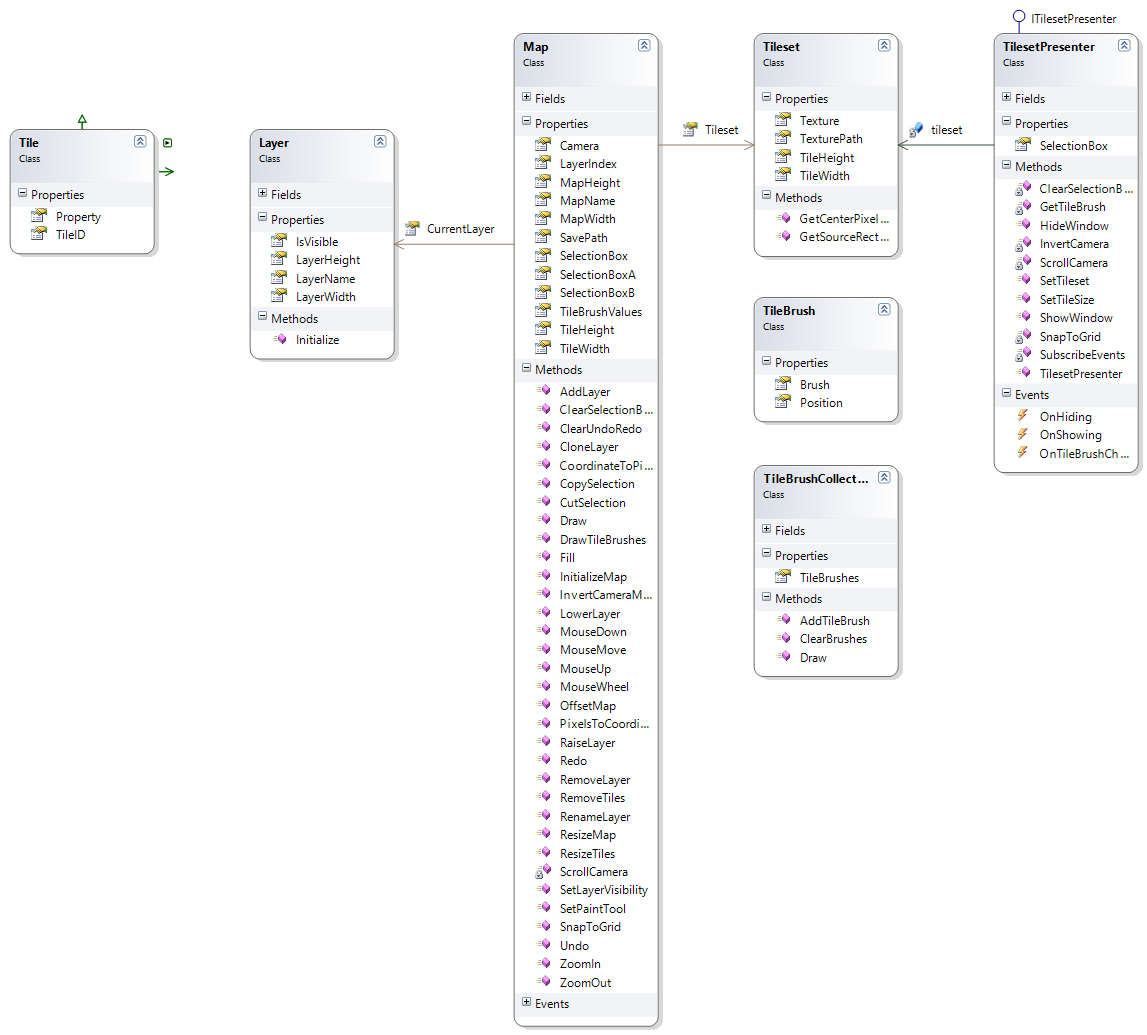 ITilesetPresenter
Tile
Class
Properties
Property
TileID
Layer
Class
Fields
Properties
IsVisible
LayerHeight
LayerName
LayerWidth
Methods
Initialize
CurrentLayer
Map
Class
Fields
Properties
Camera
LayerIndex
MapHeight
MapName
MapWidth
SavePath
SelectionBox
SelectionBoxA
SelectionBoxB
TileBrushValues
TileHeight
TileWidth
Methods
AddLayer
ClearSelectionB...
ClearUndoRedo
CloneLayer
CoordinateToPi...
CopySelection
CutSelection
Draw
DrawTileBrushes
Fill
InitializeMap
InvertCameraM...
LowerLayer
MouseDown
MouseMove
MouseUp
MouseWheel
OffsetMap
PixelsToCoordi...
RaiseLayer
Redo
RemoveLayer
RemoveTiles
RenameLayer
ResizeMap
ResizeTiles
ScrollCamera
SetLayerVisibility
SetPaintTool
SnapToGrid
Undo
ZoomIn
ZoomOut
Events
Tileset
Tileset
Class
Properties
Texture
TexturePath
TileHeight
TileWidth
Methods
GetCenterPixel...
GetSourceRect...
TileBrush
Class
Properties
Brush
Position
TileBrushCollect...
Class
Fields
Properties
TileBrushes
Methods
AddTileBrush
ClearBrushes
Draw
tileset
TilesetPresenter
Class
Fields
Properties
SelectionBox
Methods
ClearSelectionB...
GetTileBrush
HideWindow
InvertCamera
ScrollCamera
SetTileset
SetTileSize
ShowWindow
SnapToGrid
SubscribeEvents
TilesetPresenter
Events
OnHiding
OnShowing
OnTileBrushCh...